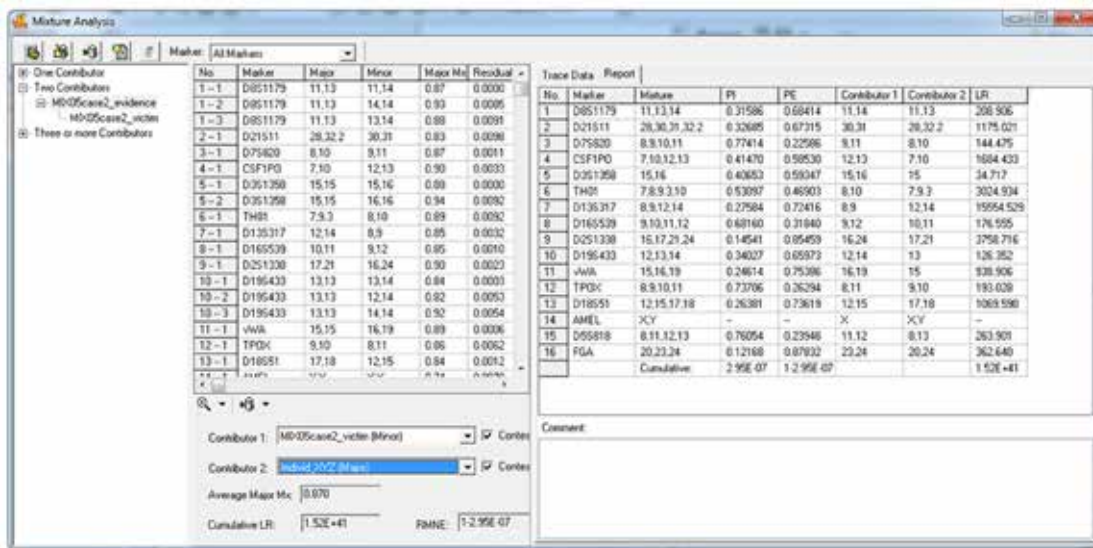 Mixture Analysis
Marker: All Markers
One Contributor
Two Contributors
MIX05case2_evidence
MIX05case2_victim
Three or more Contributors
No Marker Major Minor Major Mx Residual
1 - 1 D8S1179 11,13 11,14 0.87 0.0000
1 - 2 D8S1179 11,13 14,14 0.93 0.0085
1 - 3 D8S1179 11,13 13,14 0.88 0.0091
2 - 1 D21S11 28,32.2 30,31 0.83 0.0098
3 - 1 D7S820 8,10 9,11 0.87 0.0011
4 - 1 CSF1PO 7,10 12,13 0.90 0.0033
5 - 1 D3S1358 15,15 15,16 0.88 0.0000
5 - 2 D3S1358 15,15 16,16 0.94 0.0092
6 - 1 TH01 7,9.3 8,10 0.89 0.0092
7 - 1 D13S317 12,14 8,9 0.85 0.0032
8 - 1 D16S539 10,11 9,12 0.85 0.0010
9 - 1 D2S1338 17,21 16,24 0.90 0.0023
10 - 1 D19S433 13,13 13,14 0.84 0.0003
10 - 2 D19S433 13,13 12,14 0.82 0.0053
10 - 3 D19S433 13,13 14,14 0.92 0.0054
11 - 1 vWA 15,15 16,19 0.89 0.0006
12 - 1 TPOX 9,10 8,11 0.86 0.0062
13 - 1 D18S51 17,18 12,15 0.84 0.0012
Contributor 1: MIX05case2_victim (Minor) Contes
Contributor 2: Individ_XYZ (Major) Contes
Average Major Mx: 0.870
Cumulative LR: 1.52E+41 RMNE: 1-2.95E-07
Trace Data Report
No. Marker Mixture PI PE Contributor 1 Contributor 2 LR
1 D8S1179 11,13,14 0.31586 0.68414 11,14 11,13 208.906
2 D21S11 28,30,31,32.2 0.32685 0.67315 30,31 28,32.2 1175.021
3 D7S820 8,9,10,11 0.77414 0.22586 9,11 8,10 144.475
4 CSF1PO 7,10,12,13 0.41470 0.58530 12,13 7,10 1684.433
5 D3S1358 15,16 0.40653 0.59347 15,16 15 34.717
6 TH01 7,8,9.3,10 0.53097 0.46903 8,10 7,9.3 3024.934
7 D13S317 8,9,12,14 0.27584 0.72416 8,9 12,14 15554.529
8 D16S539 9,10,11,12 0.68160 0.31840 9,12 10,11 176.555
9 D2S1338 16,17,21,24 0.14541 0.85459 16,24 17,21 3758.716
10 D19S433 12,13,14 0.34027 0.65973 12,14 13 126.352
11 vWA 15,16,19 0.24614 0.75386 16,19 15 938.906
12 TPOX 8,9,10,11 0.73706 0.26294 8,11 9,10 193.028
13 D18S51 12,15,17,18 0.26381 0.73619 12,15 17,18 1069.590
14 AMEL X,Y – – X X,Y –
15 D5S818 8,11,12,13 0.76054 0.23946 11,12 8,13 263.901
16 FGA 20,23,24 0.12168 0.87832 23,24 20,24 362.640
Cumulative: 2.95E-07 1-2.95E-07 1.52E+41
Comment: